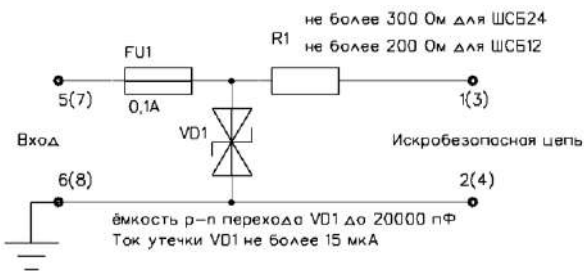 не более 300 Ом для ШСБ24
R1 не более 200 Ом для ШСБ12
FU1
5(7) 0,1А 1(3)
Вход VD1 Искробезопасная цепь
6(8) 2(4)
ёмкость p-n перехода VD1 до 20000 пФ
Ток утечки VD1 не более 15 мкА